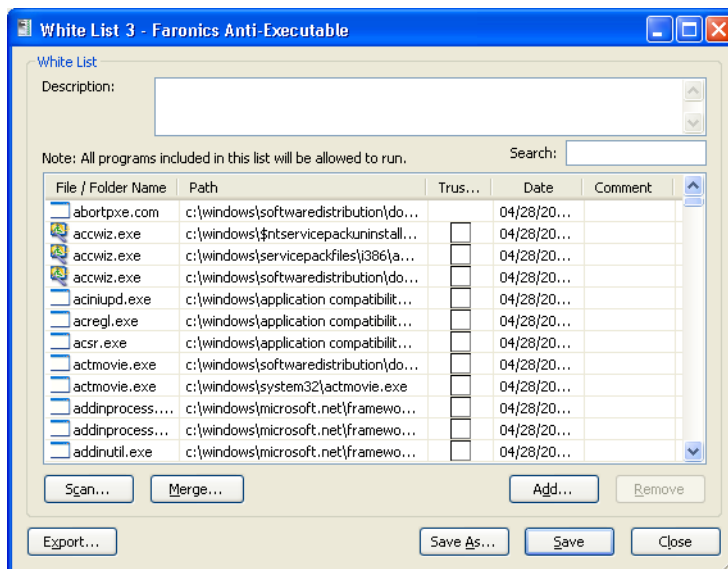 White List 3 - Faronics Anti-Executable
White List
Description:
Note: All programs included in this list will be allowed to run.
Search:
File / Folder Name Path Trus... Date Comment
abortpxe.com c:\windows\softwaredistribution\do... 04/28/20...
accwiz.exe c:\windows\$ntservicepackuninstall... 04/28/20...
accwiz.exe c:\windows\servicepackfiles\i386\a... 04/28/20...
accwiz.exe c:\windows\softwaredistribution\do... 04/28/20...
aciniupd.exe c:\windows\application compatibilit... 04/28/20...
acregl.exe c:\windows\application compatibilit... 04/28/20...
acsr.exe c:\windows\application compatibilit... 04/28/20...
actmovie.exe c:\windows\softwaredistribution\do... 04/28/20...
actmovie.exe c:\windows\system32\actmovie.exe 04/28/20...
addinprocess.... c:\windows\microsoft.net\framewo... 04/28/20...
addinprocess.... c:\windows\microsoft.net\framewo... 04/28/20...
addinutil.exe c:\windows\microsoft.net\framewo... 04/28/20...
Scan... Merge... Add... Remove
Export... Save As... Save Close